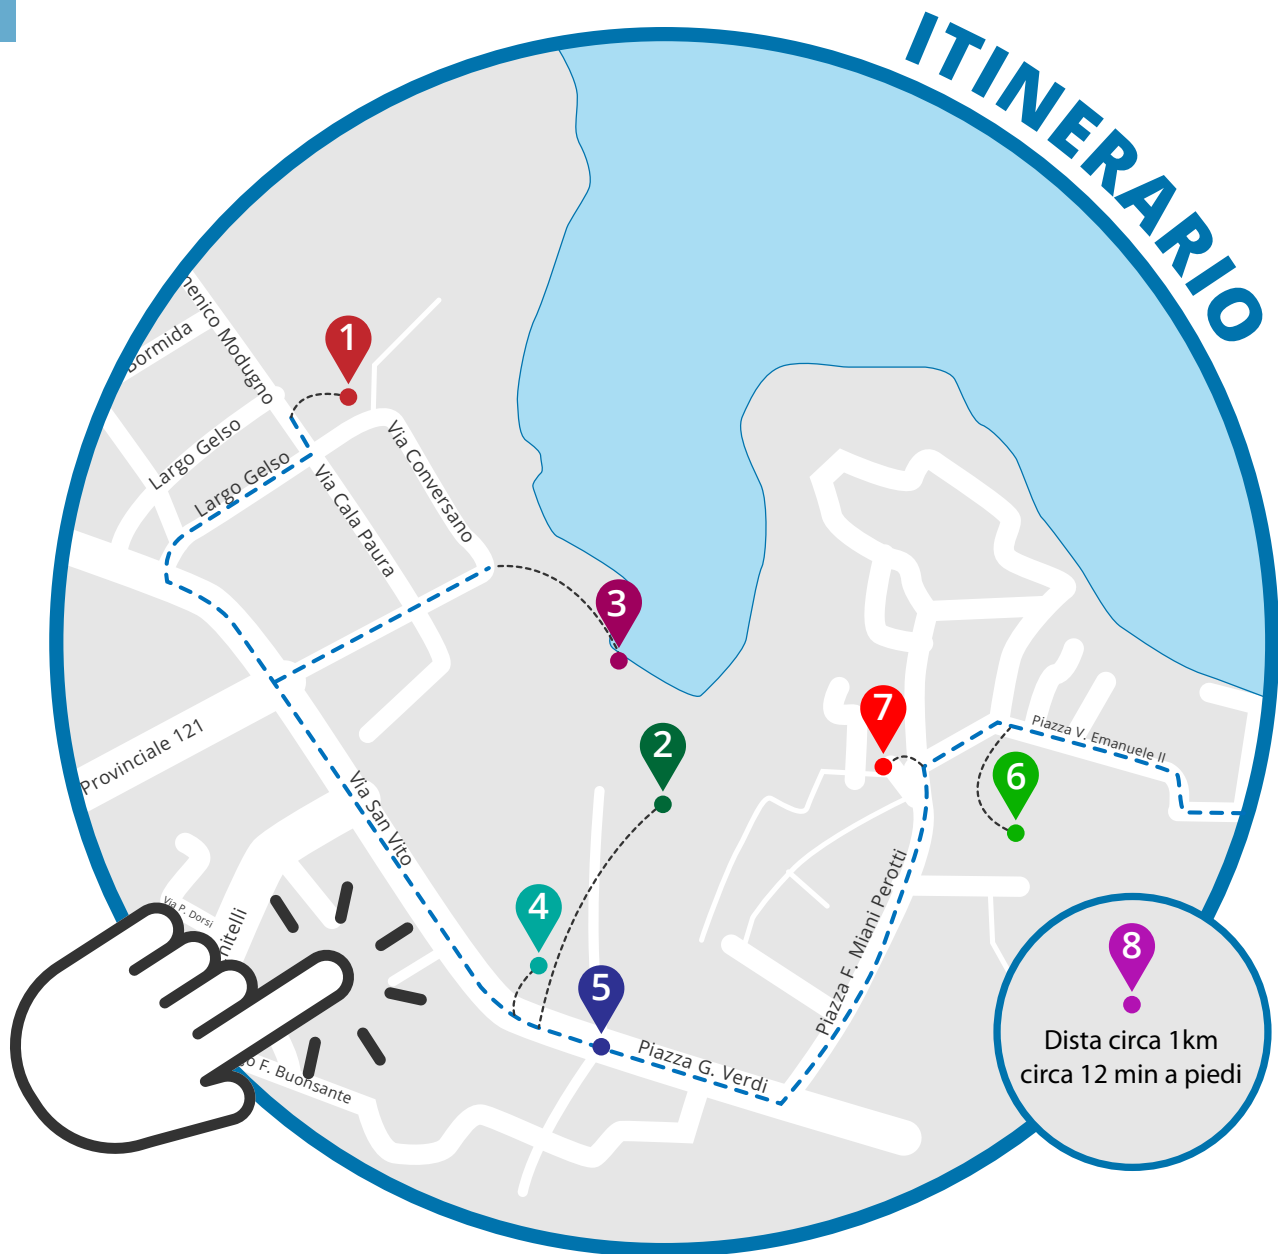 ITINERARIO
menico Modugno
Bormida
1
Largo Gelso
Largo Gelso
Via Conversano
Via Cala Paura
3
Provinciale 121
2
7
Piazza V. Emanuele II
6
Via San Vito
4
Via P. Dorsi
nitelli
5
Piazza F. Miani Perotti
Piazza G. Verdi
o F. Buonsante
8
Dista circa 1km
circa 12 min a piedi